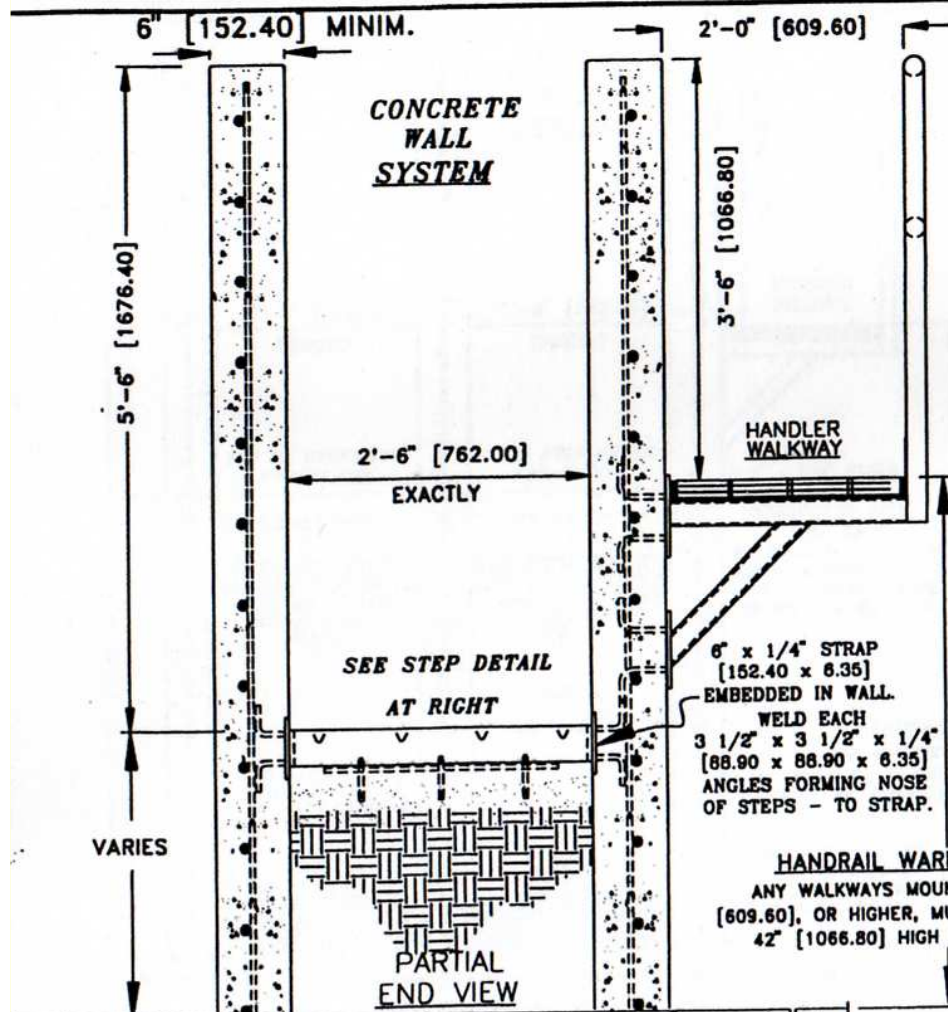 6" [152.40] MINIM.
2'-0" [609.60]
CONCRETE
WALL
SYSTEM
5'-6" [1676.40]
3'-6" [1066.80]
2'-6" [762.00]
EXACTLY
HANDLER
WALKWAY
SEE STEP DETAIL
AT RIGHT
6" x 1/4" STRAP
[152.40 x 6.35]
EMBEDDED IN WALL.
WELD EACH
3 1/2" x 3 1/2" x 1/4"
[88.90 x 88.90 x 6.35]
ANGLES FORMING NOSE
OF STEPS - TO STRAP.
VARIES
HANDRAIL WAR
ANY WALKWAYS MOU
[609.60], OR HIGHER, MU
42" [1066.80] HIGH
PARTIAL
END VIEW